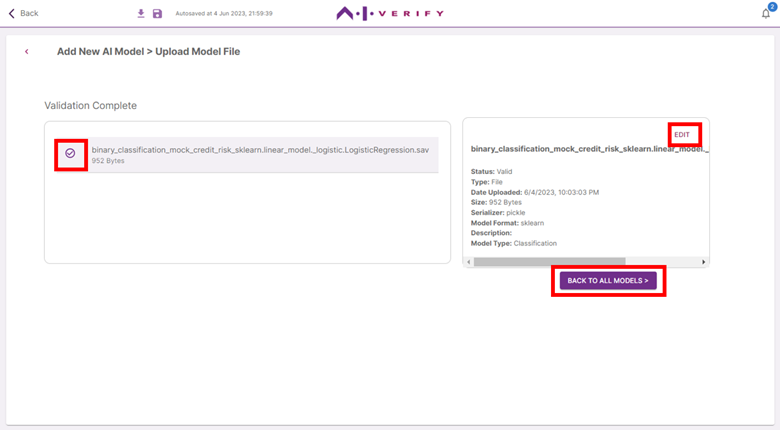 Back
Autosaved at 4 Jun 2023, 21:59:39
AI VERIFY
2
Add New AI Model > Upload Model File
Validation Complete
binary_classification_mock_credit_risk_sklearn.linear_model._logistic.LogisticRegression.sav
952 Bytes
EDIT
binary_classification_mock_credit_risk_sklearn.linear_model._
Status: Valid
Type: File
Date Uploaded: 6/4/2023, 10:03:03 PM
Size: 952 Bytes
Serializer: pickle
Model Format: sklearn
Description:
Model Type: Classification
BACK TO ALL MODELS >